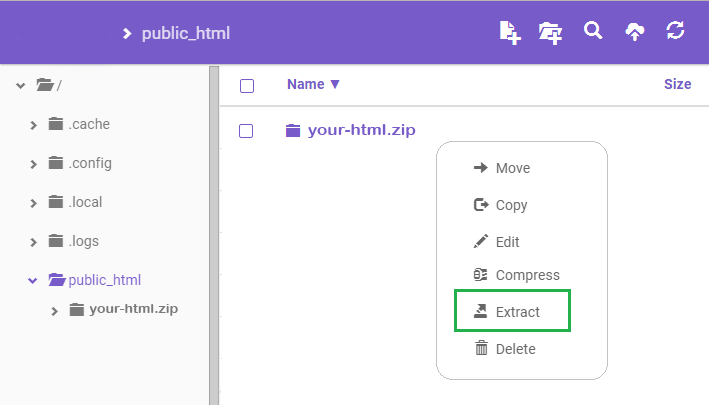 public_html
/
.cache
.config
.local
.logs
public_html
your-html.zip
Name ▼ Size
your-html.zip
Move
Copy
Edit
Compress
Extract
Delete